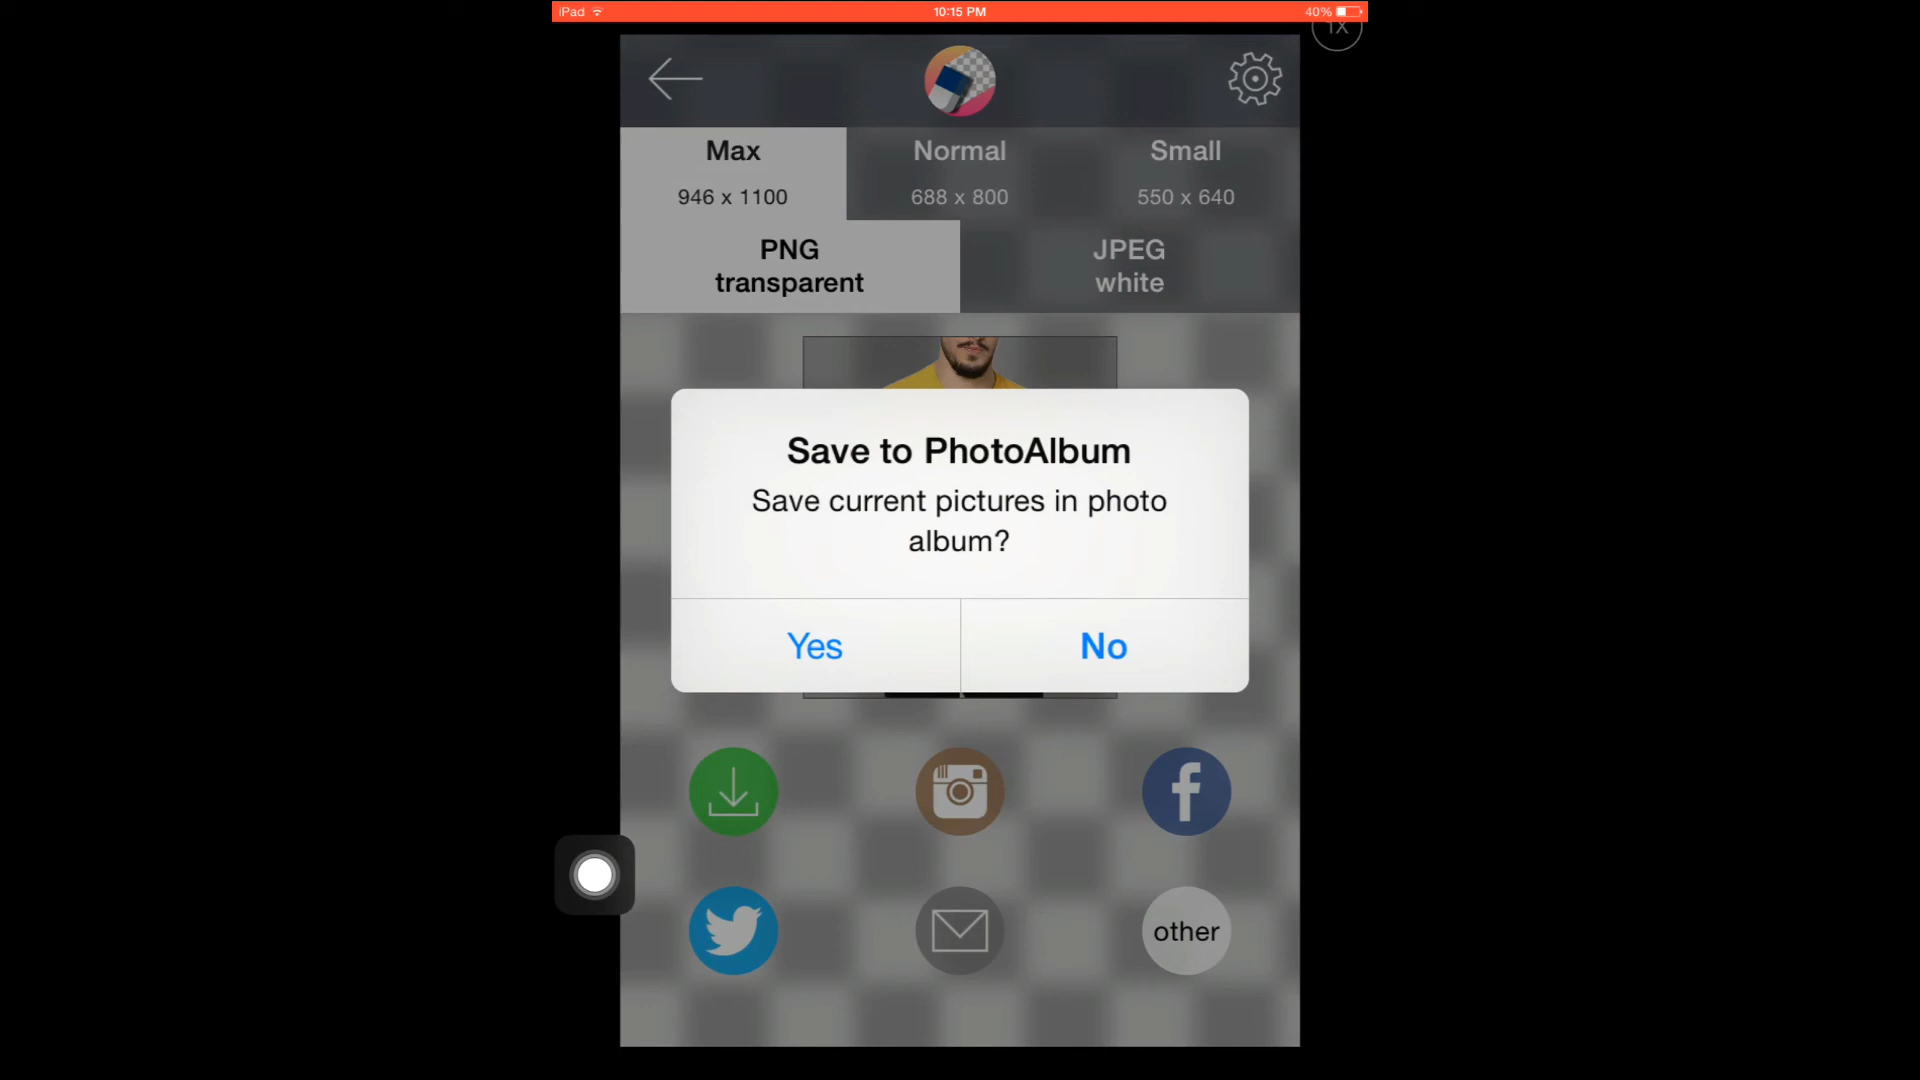 iPad 10:15 PM 40%
1X
Max Normal Small
946 x 1100 688 x 800 550 x 640
PNG JPEG
transparent white
Save to PhotoAlbum
Save current pictures in photo
album?
Yes No
other